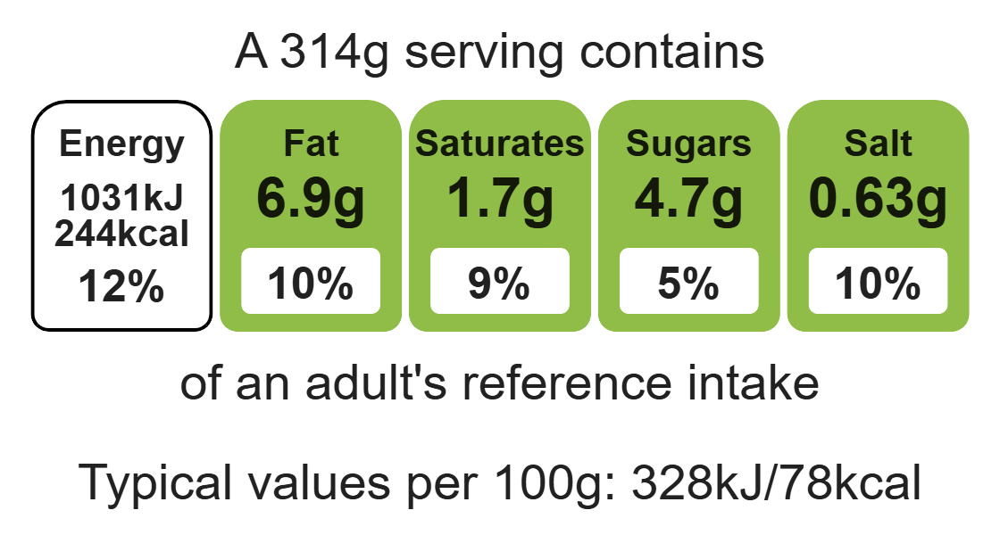 A 314g serving contains
Energy
1031kJ
244kcal
12%
Fat
6.9g
10%
Saturates
1.7g
9%
Sugars
4.7g
5%
Salt
0.63g
10%
of an adult's reference intake
Typical values per 100g: 328kJ/78kcal